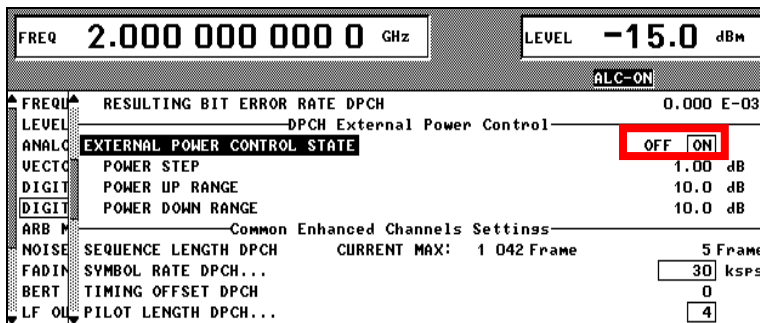 FREQ 2.000 000 000 0 GHz LEVEL -15.0 dBm
ALC-ON
FREQU RESULTING BIT ERROR RATE DPCH 0.000 E-03
LEVEL DPCH External Power Control
ANALO EXTERNAL POWER CONTROL STATE OFF ON
VECTO POWER STEP 1.00 dB
DIGIT POWER UP RANGE 10.0 dB
DIGIT POWER DOWN RANGE 10.0 dB
ARB M Common Enhanced Channels Settings
NOISE SEQUENCE LENGTH DPCH CURRENT MAX: 1 042 Frame 5 Frame
FADIN SYMBOL RATE DPCH... 30 ksps
BERT TIMING OFFSET DPCH 0
LF OU PILOT LENGTH DPCH... 4